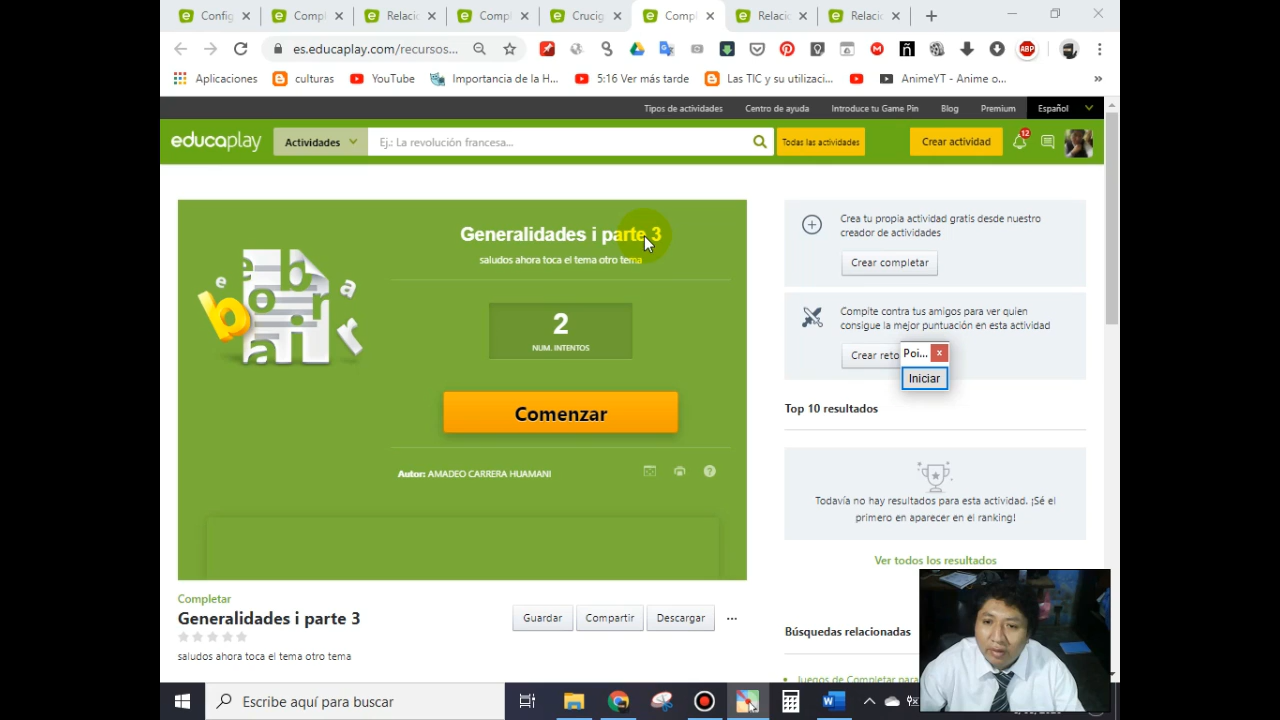 Config
Compl
Relacio
Compl
Crucig
Compl
Relaci
Relaci
es.educaplay.com/recursos...
Aplicaciones
culturas
YouTube
Importancia de la H...
5:16 Ver más tarde
Las TIC y su utilizaci...
AnimeYT - Anime o...
»
Tipos de actividades
Centro de ayuda
Introduce tu Game Pin
Blog
Premium
Español
educaplay
Actividades
Ej.: La revolución francesa...
Todas las actividades
Crear actividad
12
Generalidades i parte 3
saludos ahora toca el tema otro tema
2
NUM. INTENTOS
Comenzar
Autor: AMADEO CARRERA HUAMANI
Crea tu propia actividad gratis desde nuestro
creador de actividades
Crear completar
Compite contra tus amigos para ver quien
consigue la mejor puntuación en esta actividad
Crear reto
Poi...
Iniciar
Top 10 resultados
Todavía no hay resultados para esta actividad. ¡Sé el
primero en aparecer en el ranking!
Ver todos los resultados
Búsquedas relacionadas
Juegos de Completar para
Completar
Generalidades i parte 3
Guardar
Compartir
Descargar
...
saludos ahora toca el tema otro tema
Escribe aquí para buscar